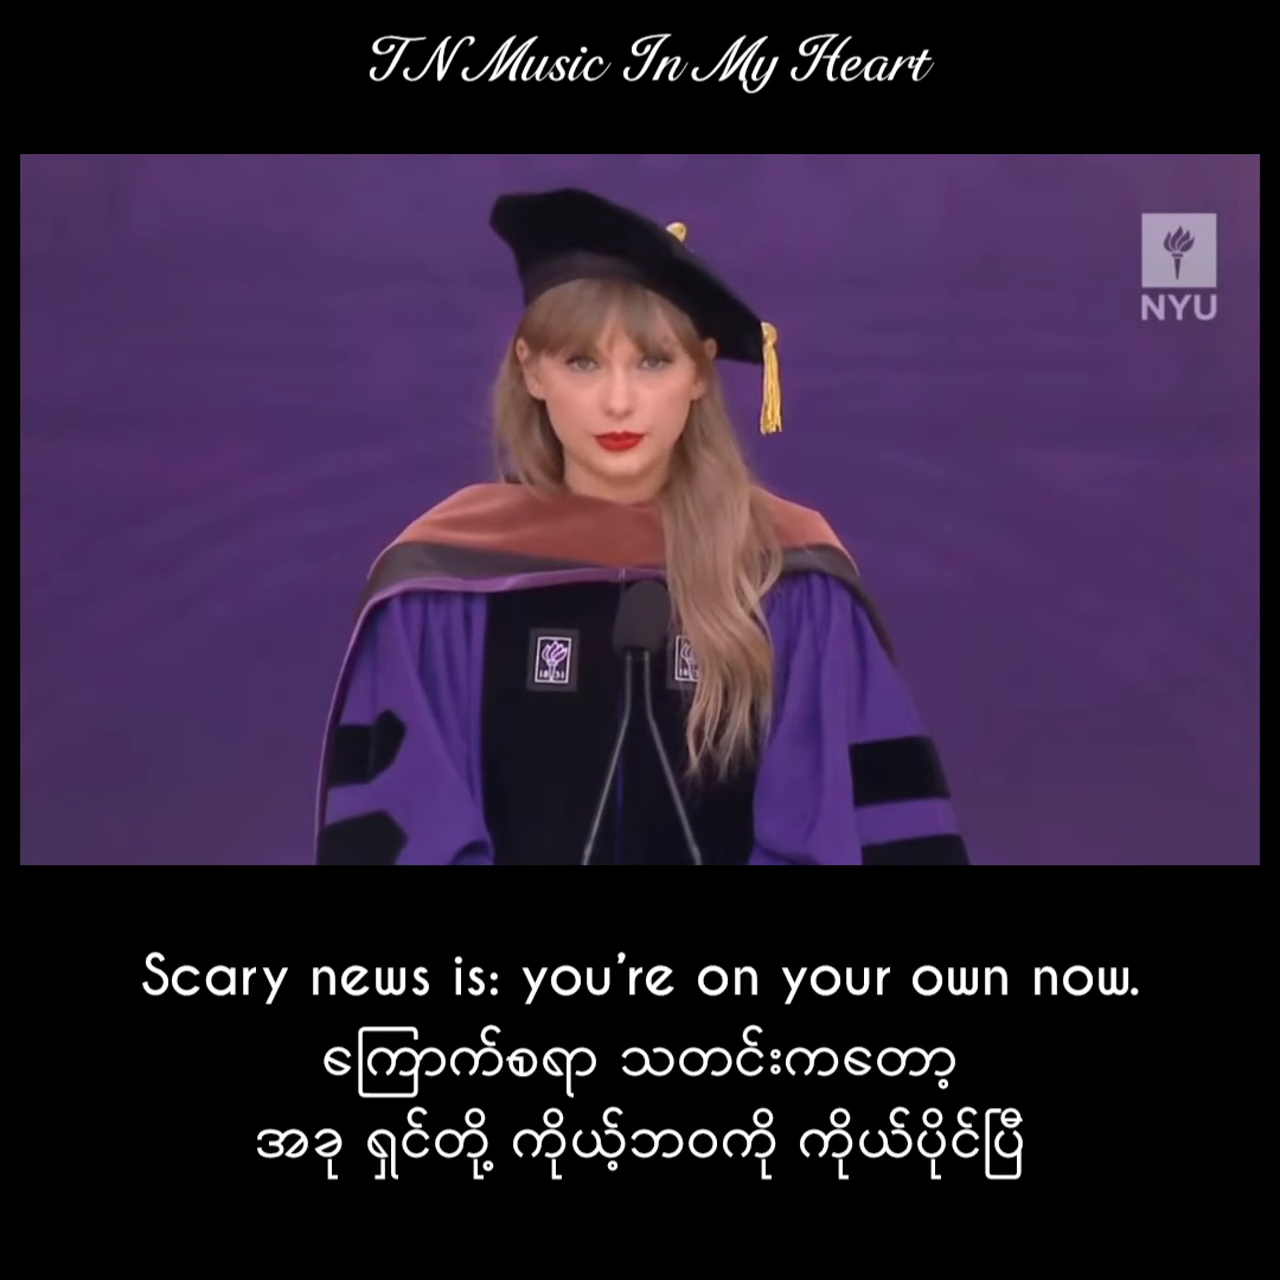 TN Music In My Heart
NYU
Scary news is: you're on your own now.
ကြောက်စရာ သတင်းကတော့
အခု ရှင်တို့ ကိုယ့်ဘဝကို ကိုယ်ပိုင်ပြီ